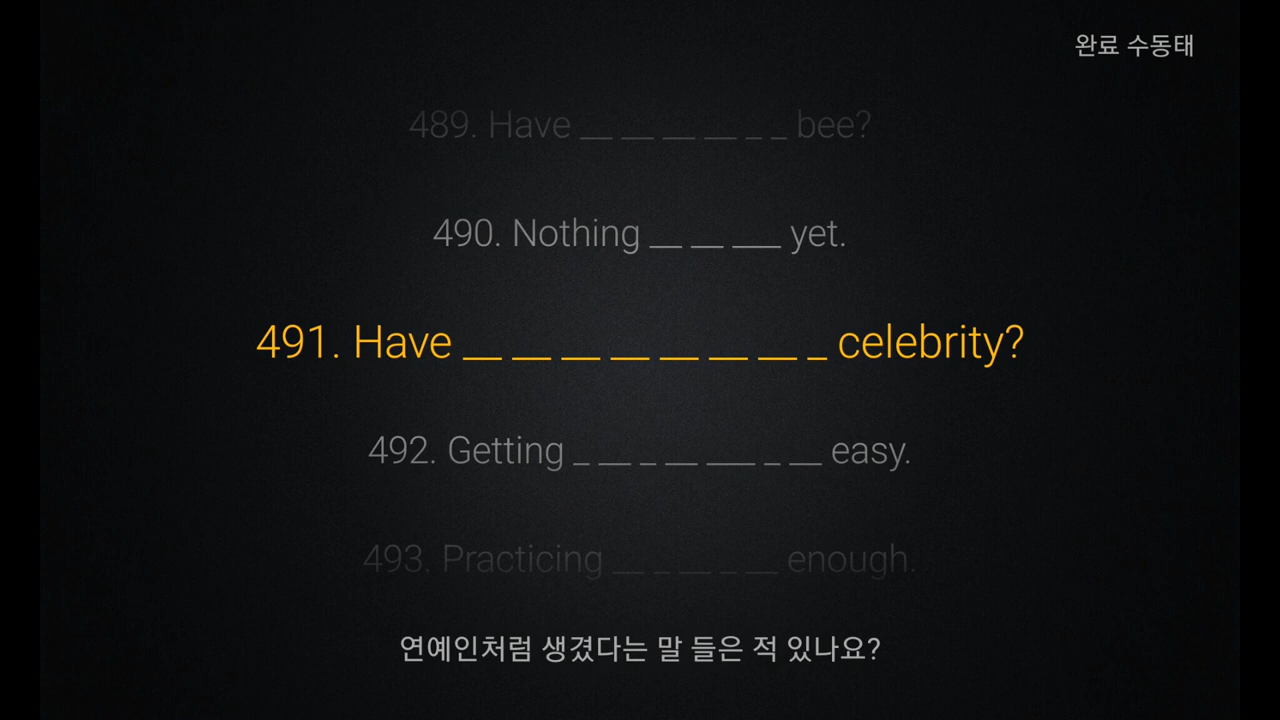 완료 수동태
489. Have __ __ __ __ _ _ bee?
490. Nothing __ __ ___ yet.
491. Have __ __ __ __ __ __ __ _ celebrity?
492. Getting _ __ _ __ ___ _ __ easy.
493. Practicing __ _ __ _ __ enough.
연예인처럼 생겼다는 말 들은 적 있나요?